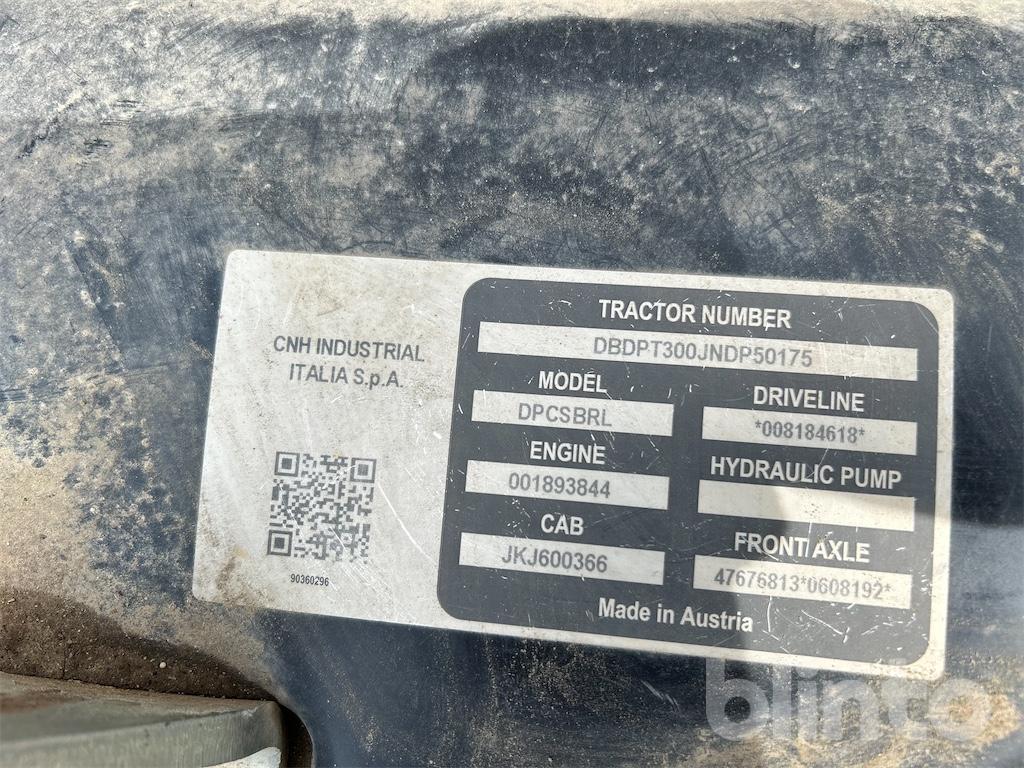 CNH INDUSTRIAL
ITALIA S.p.A.
90360296
TRACTOR NUMBER
DBDPT300JNDP50175
MODEL
DPCSBRL
DRIVELINE
*008184618*
ENGINE
001893844
HYDRAULIC PUMP
CAB
JKJ600366
FRONT AXLE
47676813*0608192*
Made in Austria
blinto